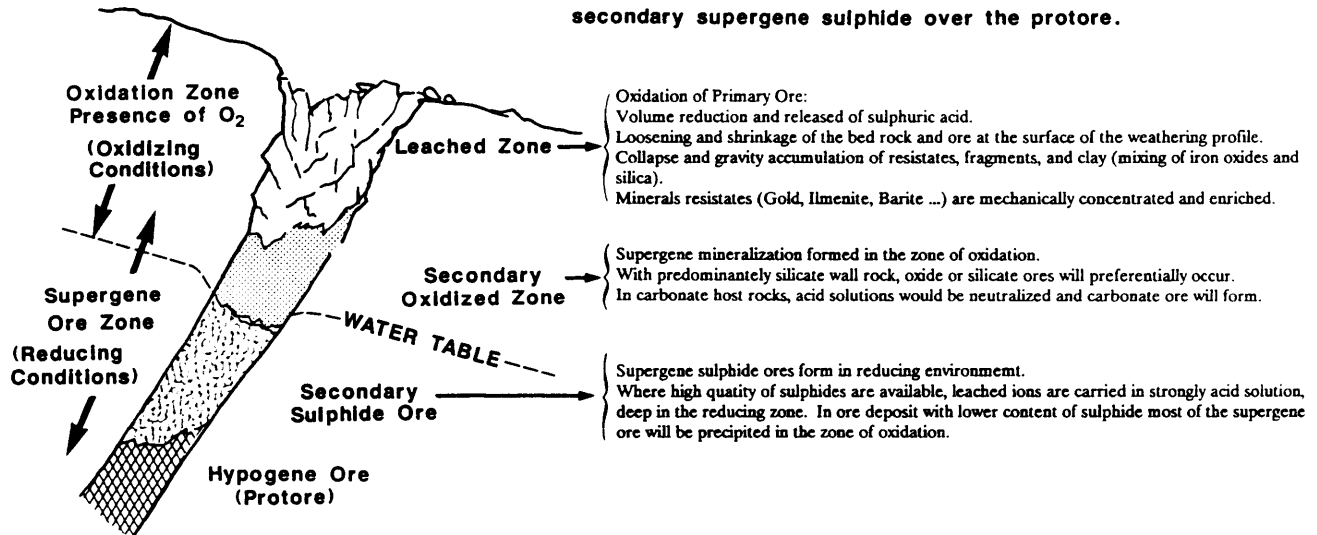 secondary supergene sulphide over the protore.
Oxidation Zone
Presence of O2
(Oxidizing
Conditions)
Supergene
Ore Zone
(Reducing
Conditions)
Leached Zone
Oxidation of Primary Ore:
Volume reduction and released of sulphuric acid.
Loosening and shrinkage of the bed rock and ore at the surface of the weathering profile.
Collapse and gravity accumulation of resistates, fragments, and clay (mixing of iron oxides and
silica).
Minerals resistates (Gold, Ilmenite, Barite ...) are mechanically concentrated and enriched.
Secondary
Oxidized Zone
Supergene mineralization formed in the zone of oxidation.
With predominantely silicate wall rock, oxide or silicate ores will preferentially occur.
In carbonate host rocks, acid solutions would be neutralized and carbonate ore will form.
WATER TABLE
Secondary
Sulphide Ore
Supergene sulphide ores form in reducing environmemt.
Where high quatity of sulphides are available, leached ions are carried in strongly acid solution,
deep in the reducing zone. In ore deposit with lower content of sulphide most of the supergene
ore will be precipited in the zone of oxidation.
Hypogene Ore
(Protore)